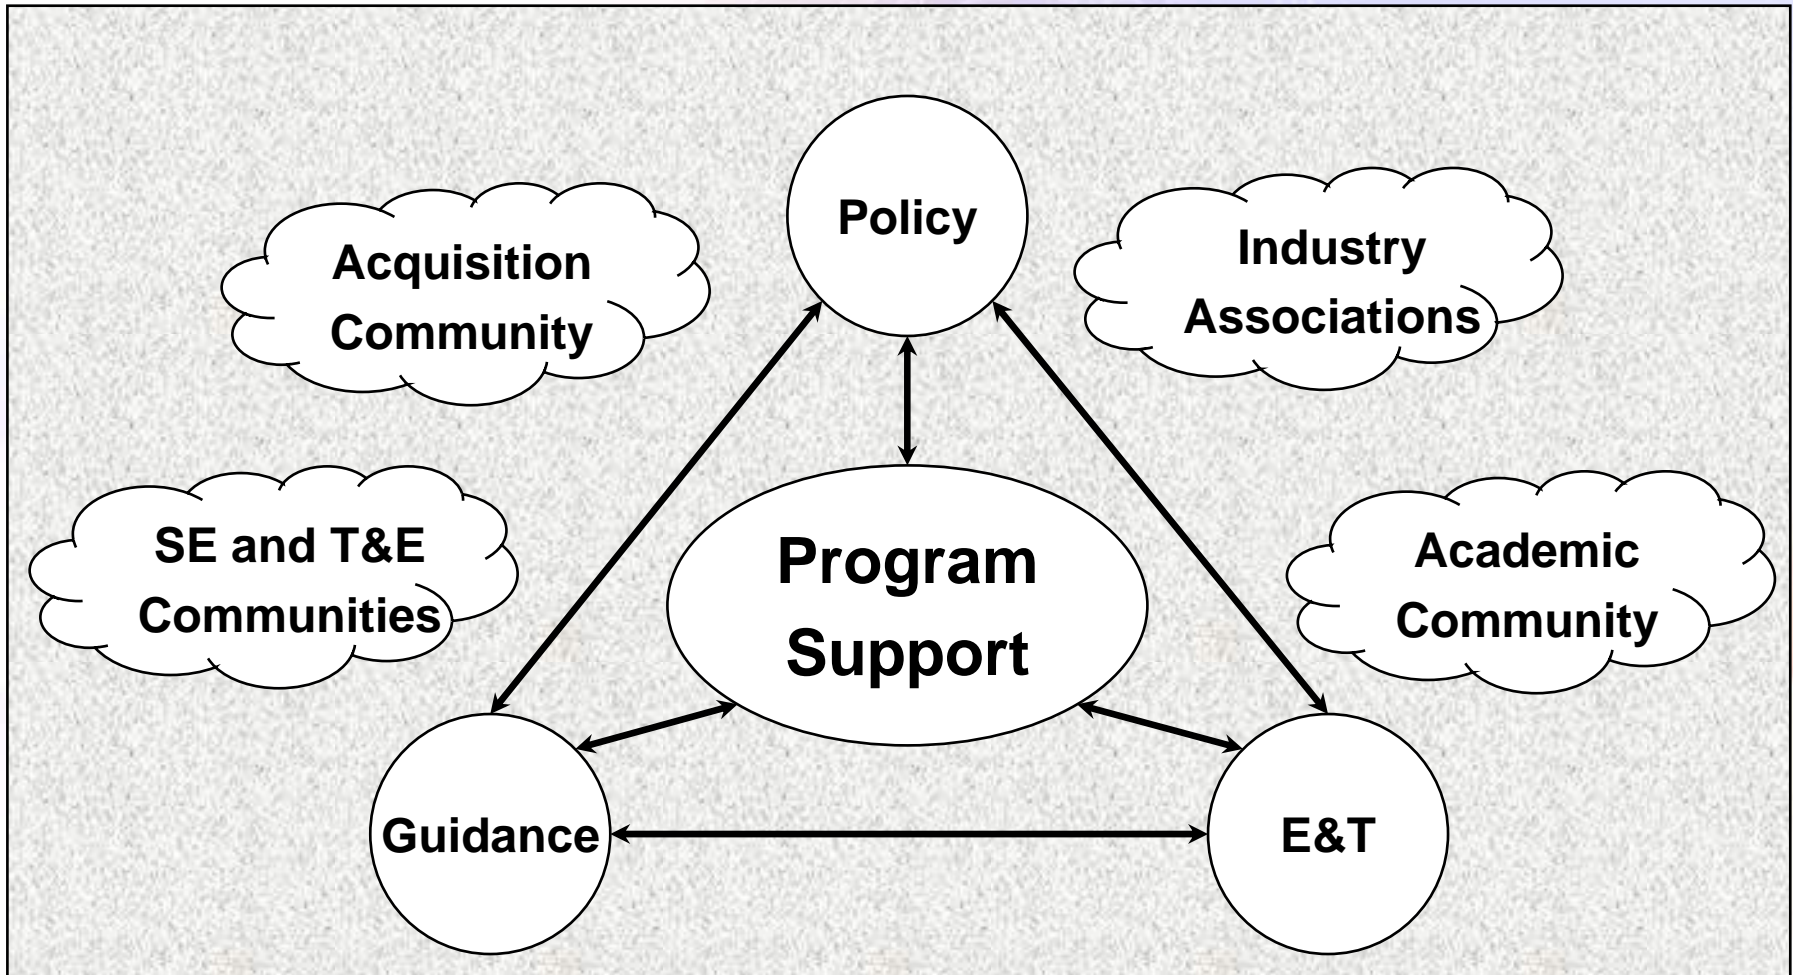 Policy
Acquisition
Community
Industry
Associations
SE and T&E
Communities
Program
Support
Academic
Community
Guidance
E&T